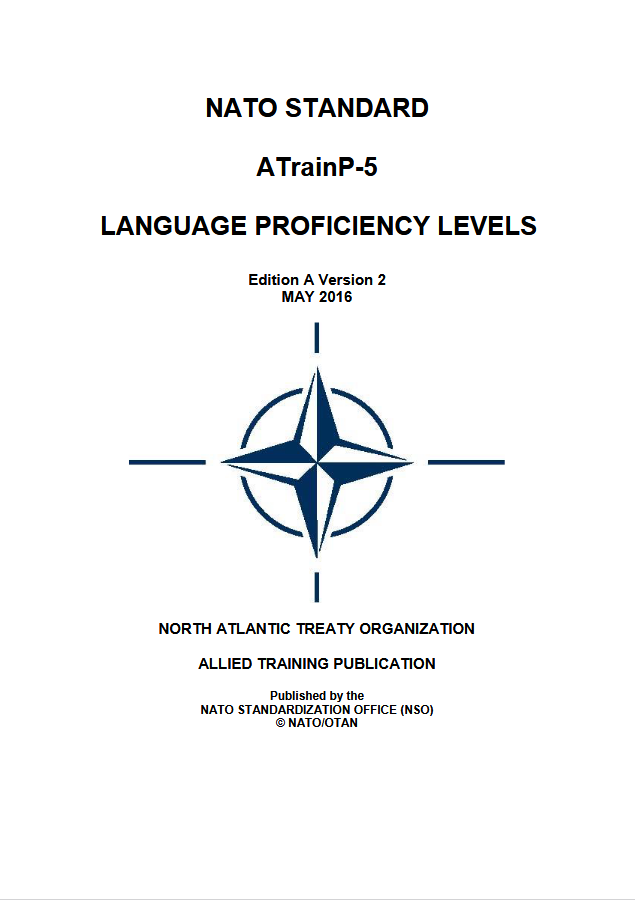 NATO STANDARD
ATrainP-5
LANGUAGE PROFICIENCY LEVELS
Edition A Version 2
MAY 2016
NORTH ATLANTIC TREATY ORGANIZATION
ALLIED TRAINING PUBLICATION
Published by the
NATO STANDARDIZATION OFFICE (NSO)
© NATO/OTAN